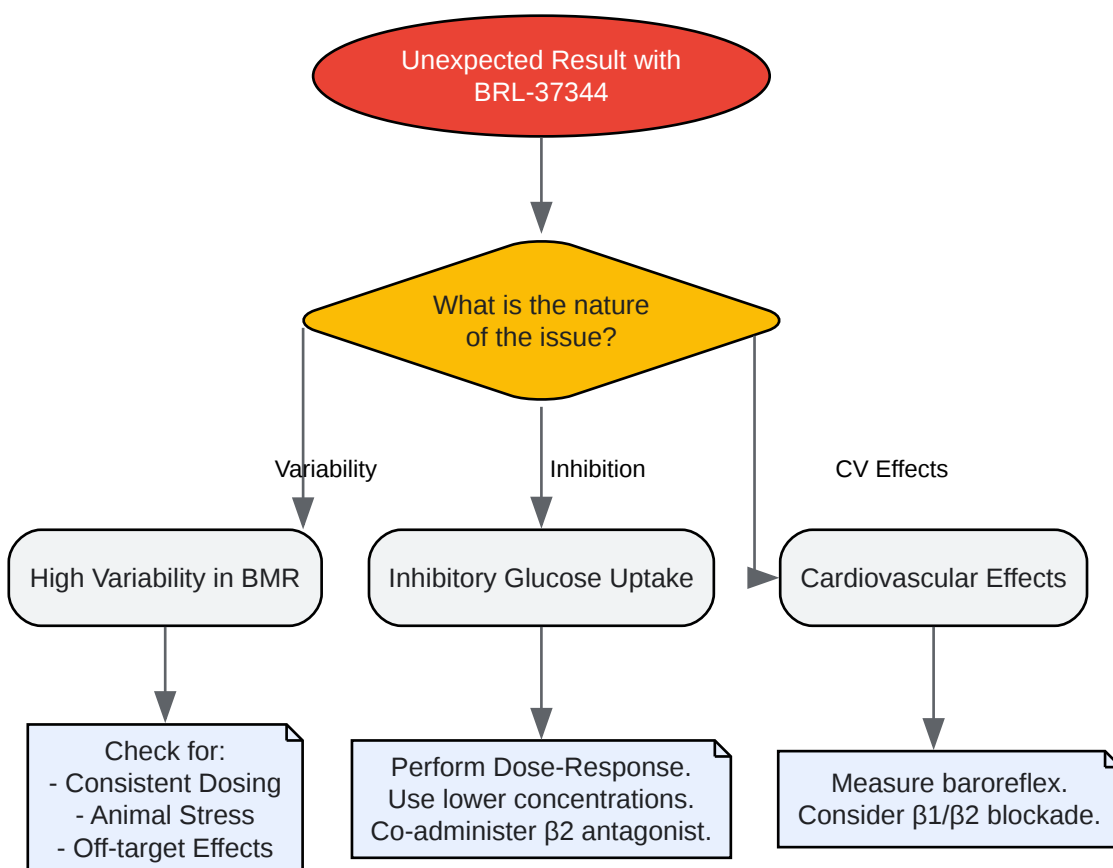 Unexpected Result with
BRL-37344
What is the nature
of the issue?
Variability
Inhibition
CV Effects
High Variability in BMR
Inhibitory Glucose Uptake
Cardiovascular Effects
Check for:
- Consistent Dosing
- Animal Stress
- Off-target Effects
Perform Dose-Response.
Use lower concentrations.
Co-administer β2 antagonist.
Measure baroreflex.
Consider β1/β2 blockade.